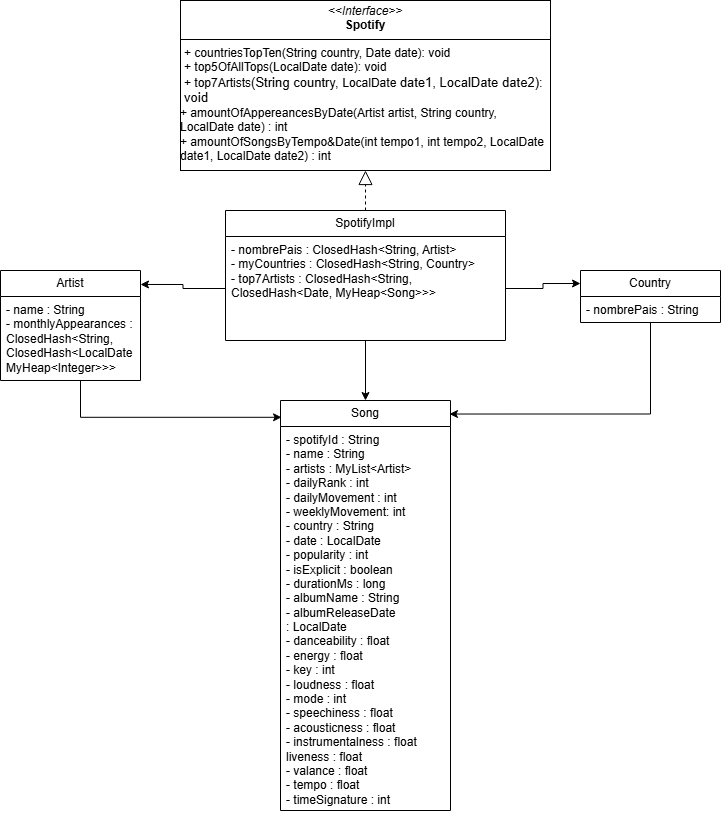 <<Interface>>
Spotify
+ countriesTopTen(String country, Date date): void
+ top5OfAllTops(LocalDate date): void
+ top7Artists(String country, LocalDate date1, LocalDate date2):
void
+ amountOfAppereancesByDate(Artist artist, String country,
LocalDate date) : int
+ amountOfSongsByTempo&Date(int tempo1, int tempo2, LocalDate
date1, LocalDate date2) : int
SpotifyImpl
- nombrePais : ClosedHash<String, Artist>
- myCountries : ClosedHash<String, Country>
- top7Artists : ClosedHash<String,
ClosedHash<Date, MyHeap<Song>>>
Artist
- name : String
- monthlyAppearances :
ClosedHash<String,
ClosedHash<LocalDate
MyHeap<Integer>>>
Country
- nombrePais : String
Song
- spotifyId : String
- name : String
- artists : MyList<Artist>
- dailyRank : int
- dailyMovement : int
- weeklyMovement: int
- country : String
- date : LocalDate
- popularity : int
- isExplicit : boolean
- durationMs : long
- albumName : String
- albumReleaseDate
: LocalDate
- danceability : float
- energy : float
- key : int
- loudness : float
- mode : int
- speechiness : float
- acousticness : float
- instrumentalness : float
liveness : float
- valance : float
- tempo : float
- timeSignature : int